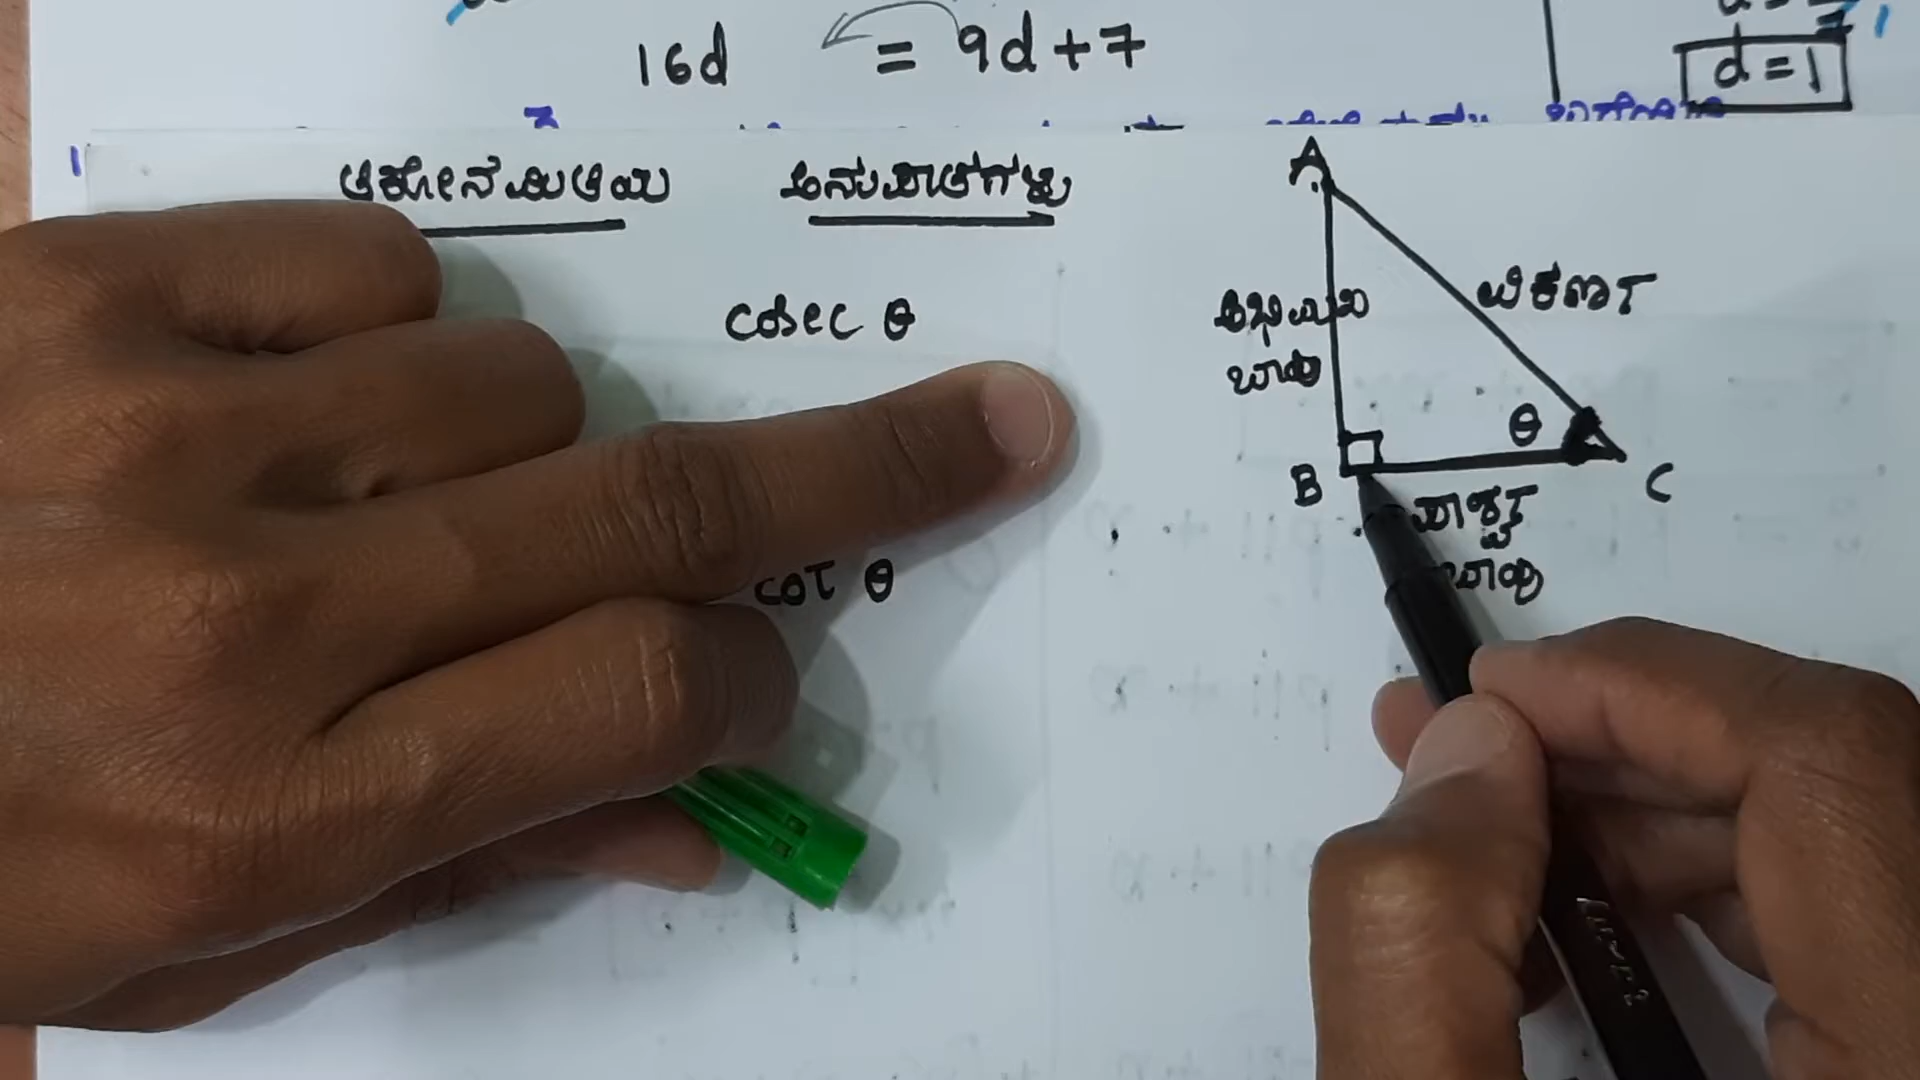 16d = 9d+7
d=1
ತ್ರಿಕೋನಮಿತಿಯ ಅನುಪಾತಗಳು
A
cosec θ
ವಿಕರ್ಣ
ಅಭಿಮುಖ
ಬಾಹು
θ
B
C
ಪಾರ್ಶ್ವ
ಬಾಹು
cot θ